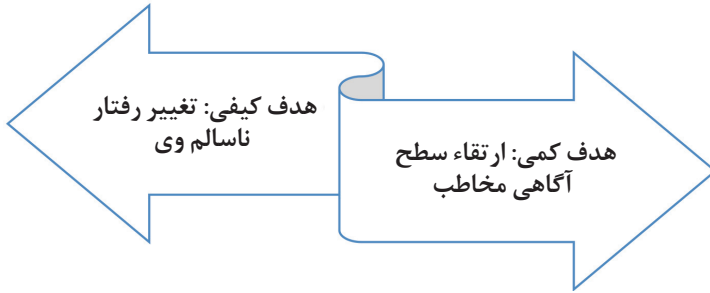 هدف کمی: ارتقاء سطح
آگاهی مخاطب
هدف کیفی: تغییر رفتار
ناسالم وی